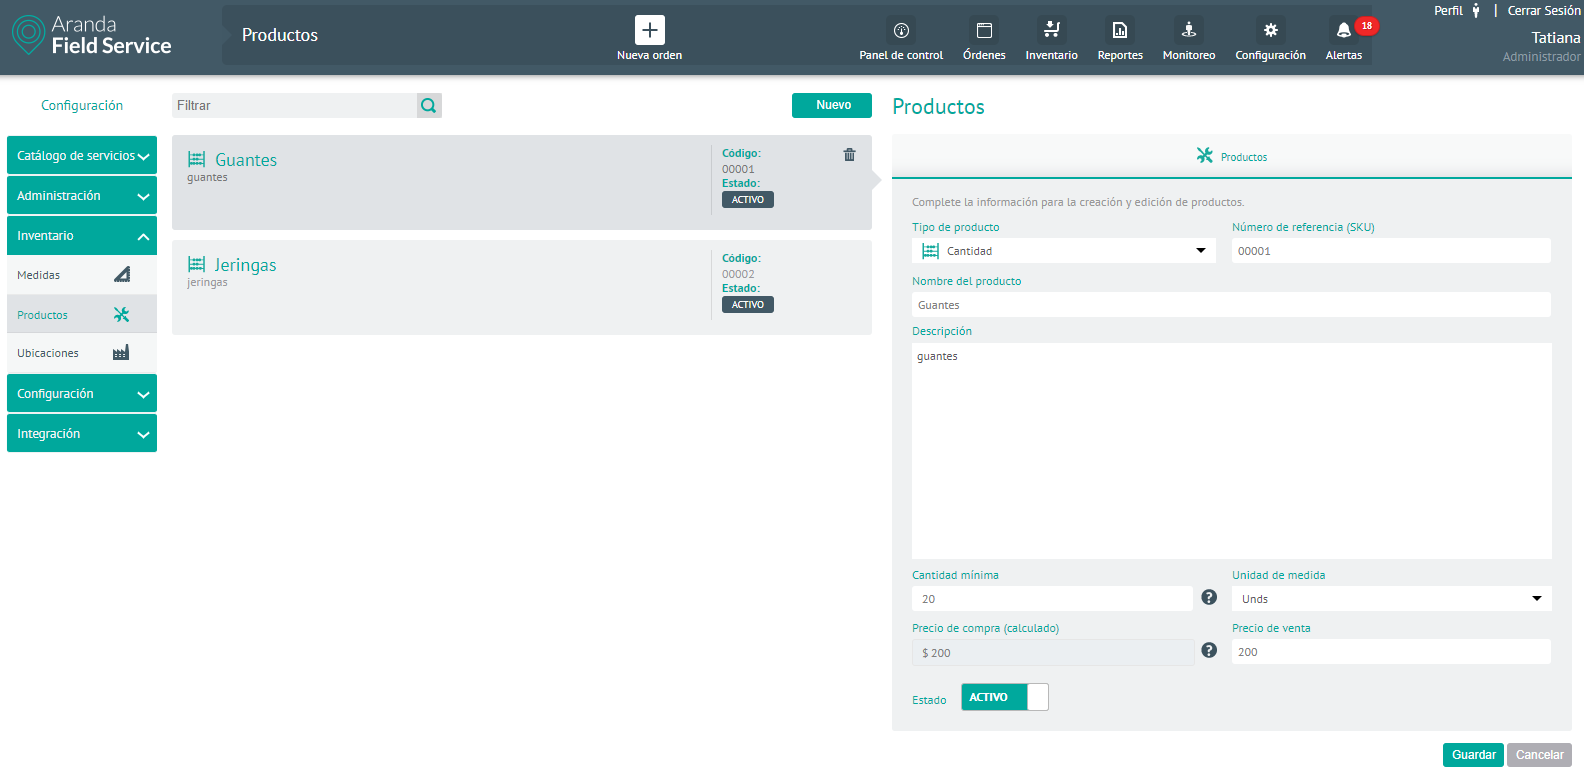 Aranda
Field Service
Productos
Nueva orden
Panel de control
Órdenes
Inventario
Reportes
Monitoreo
Configuración
Alertas
18
Perfil | Cerrar Sesión
Tatiana
Administrador
Configuración
Catálogo de servicios
Administración
Inventario
Medidas
Productos
Ubicaciones
Configuración
Integración
Filtrar
Nuevo
Guantes
guantes
Código:
00001
Estado:
ACTIVO
Jeringas
jeringas
Código:
00002
Estado:
ACTIVO
Productos
Productos
Complete la información para la creación y edición de productos.
Tipo de producto
Cantidad
Número de referencia (SKU)
00001
Nombre del producto
Guantes
Descripción
guantes
Cantidad mínima
20
?
Unidad de medida
Unds
Precio de compra (calculado)
$ 200
?
Precio de venta
200
Estado
ACTIVO
Guardar
Cancelar